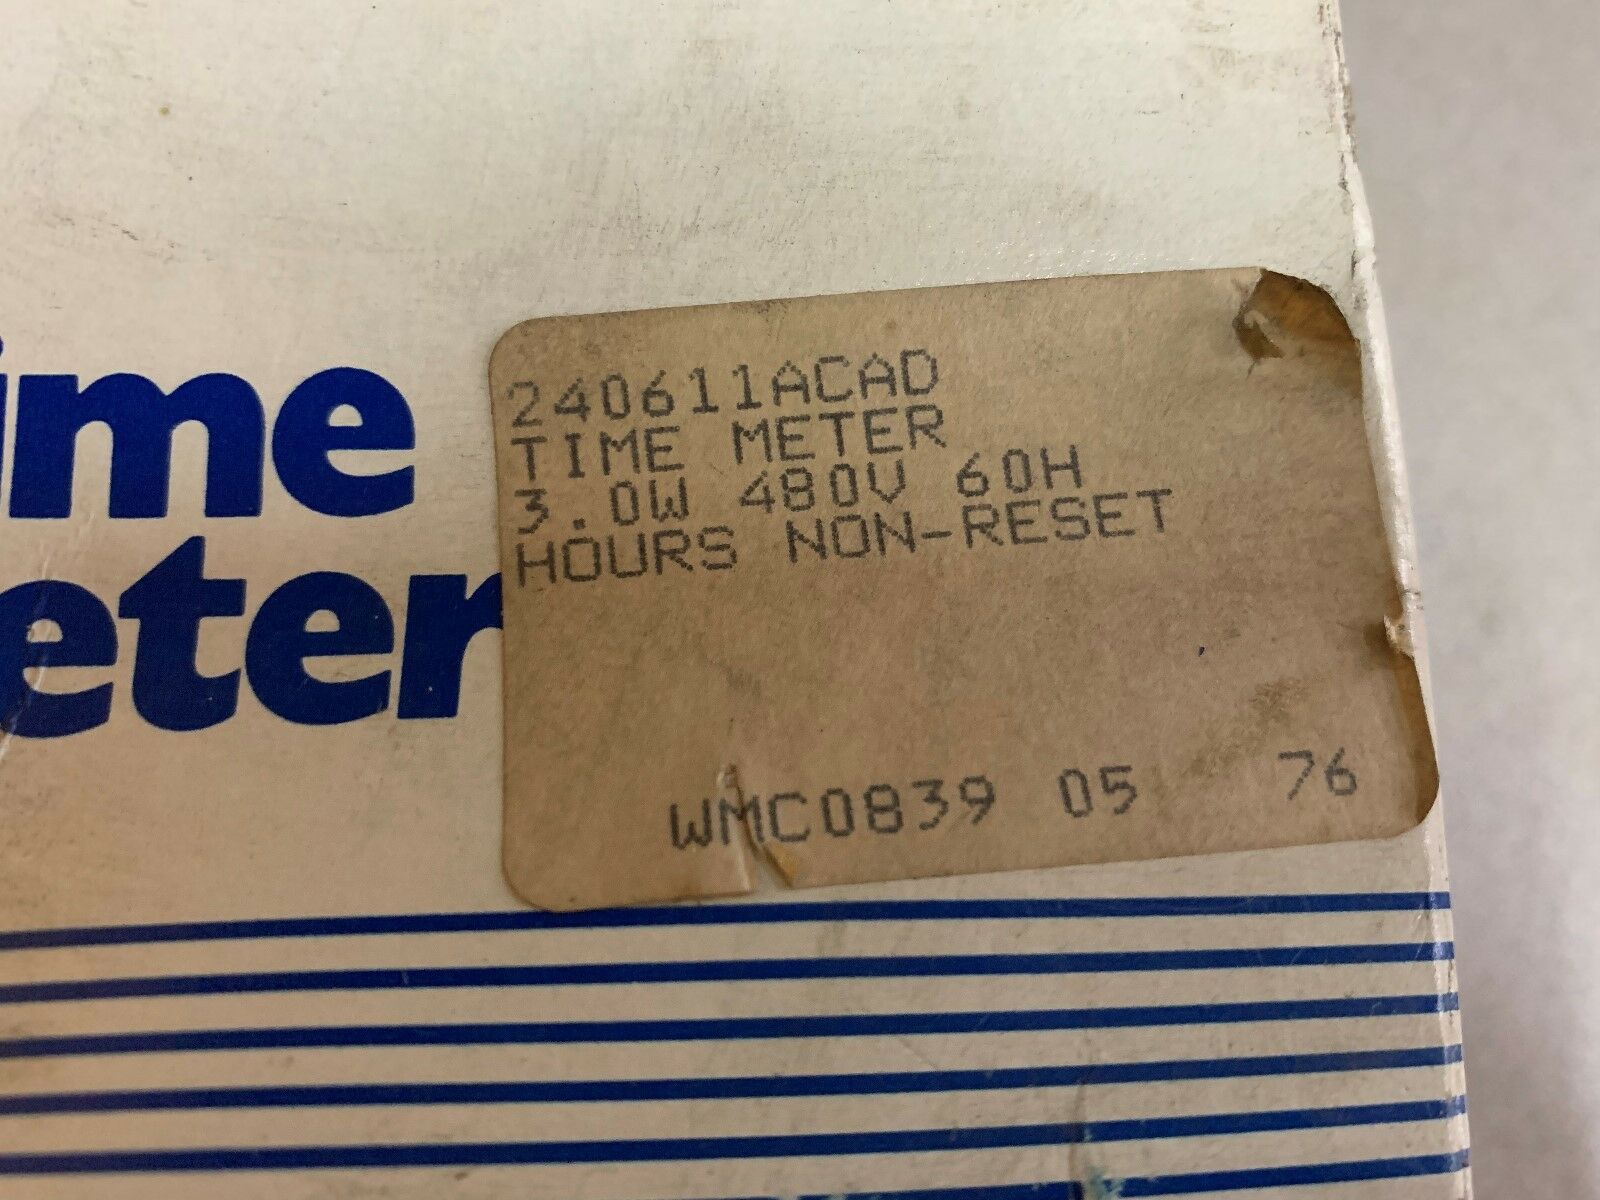 ime
eter
240611ACAD
TIME METER
3.0W 480V 60H
HOURS NON-RESET
WMC0839 05 76